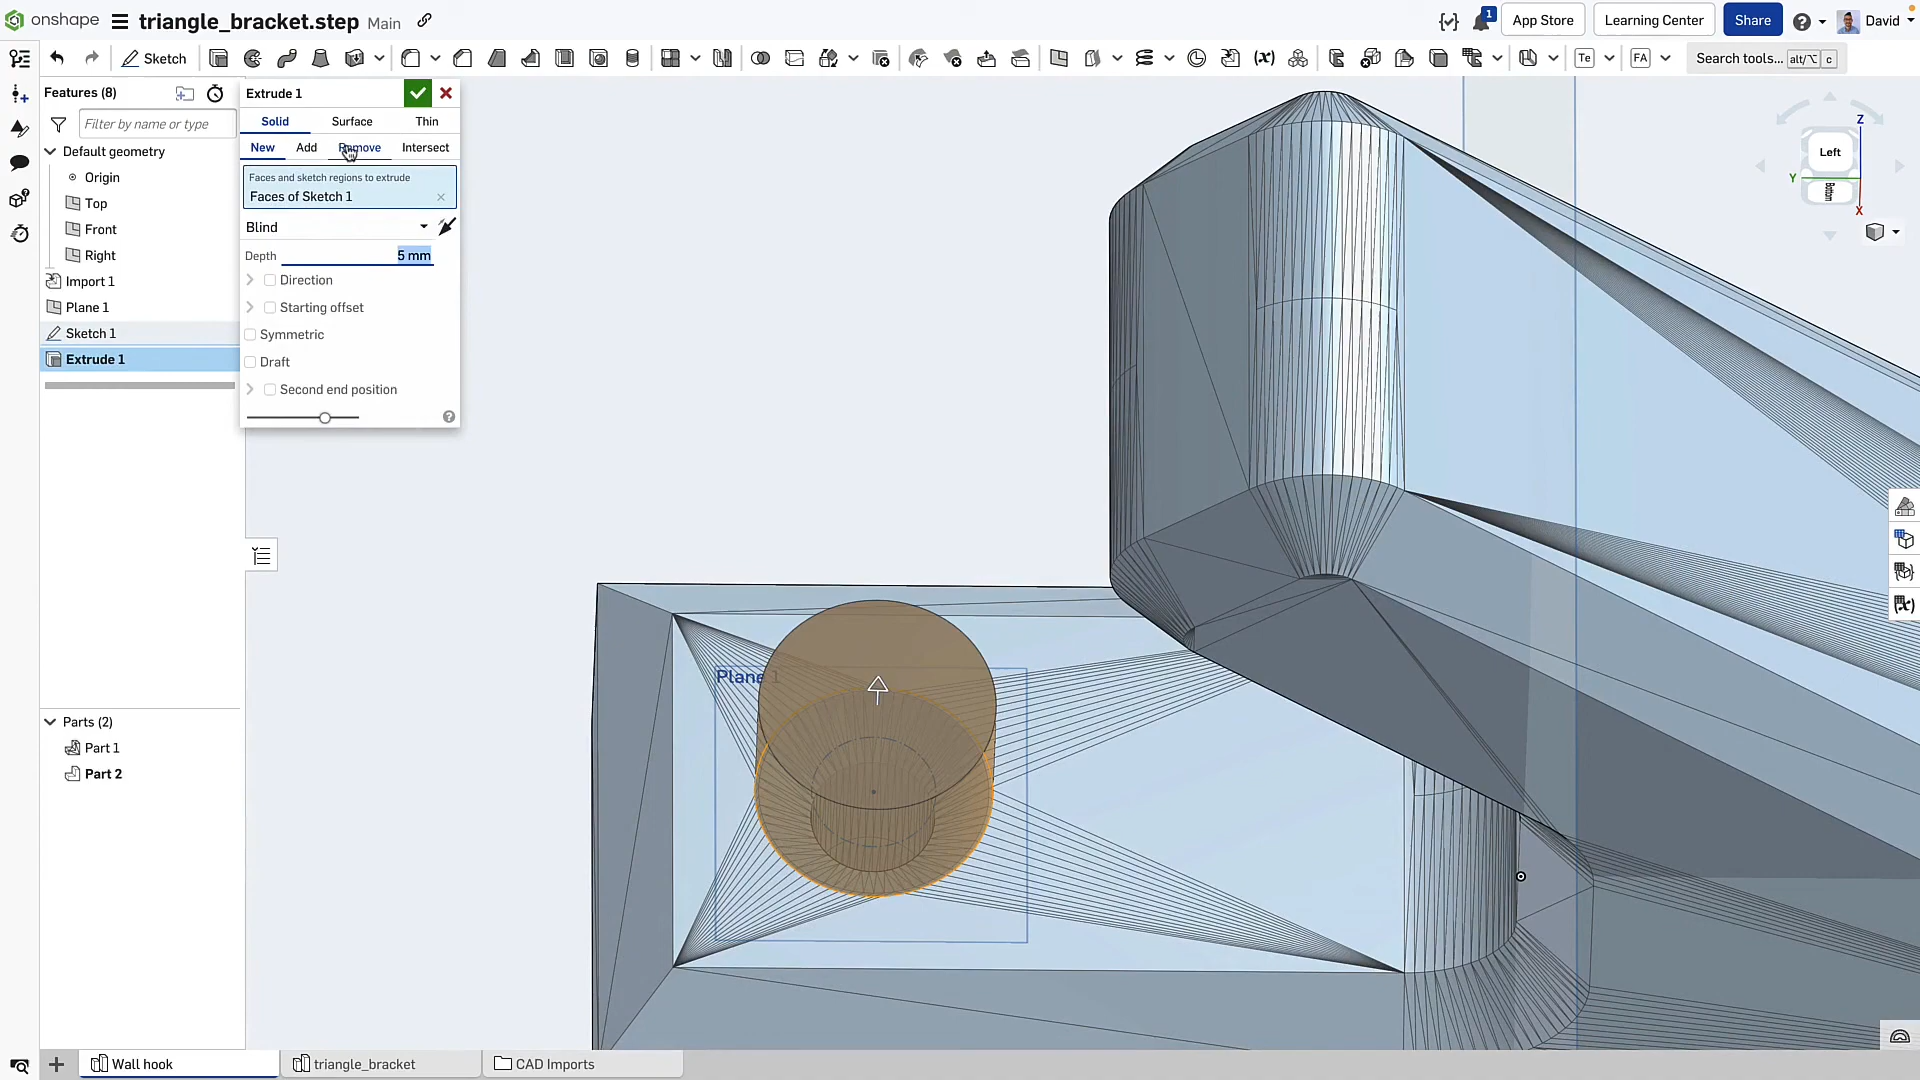 onshape
triangle_bracket.step Main
1
App Store
Learning Center
Share
David
Sketch
Te
FA
Search tools... alt/⌥ c
Features (8)
Filter by name or type
Default geometry
Origin
Top
Front
Right
Import 1
Plane 1
Sketch 1
Extrude 1
Parts (2)
Part 1
Part 2
Extrude 1
Solid
Surface
Thin
New
Add
Remove
Intersect
Faces and sketch regions to extrude
Faces of Sketch 1
Blind
Depth
5 mm
Direction
Starting offset
Symmetric
Draft
Second end position
Plane 1
Z
Left
Y
Bottom
X
Wall hook
triangle_bracket
CAD Imports